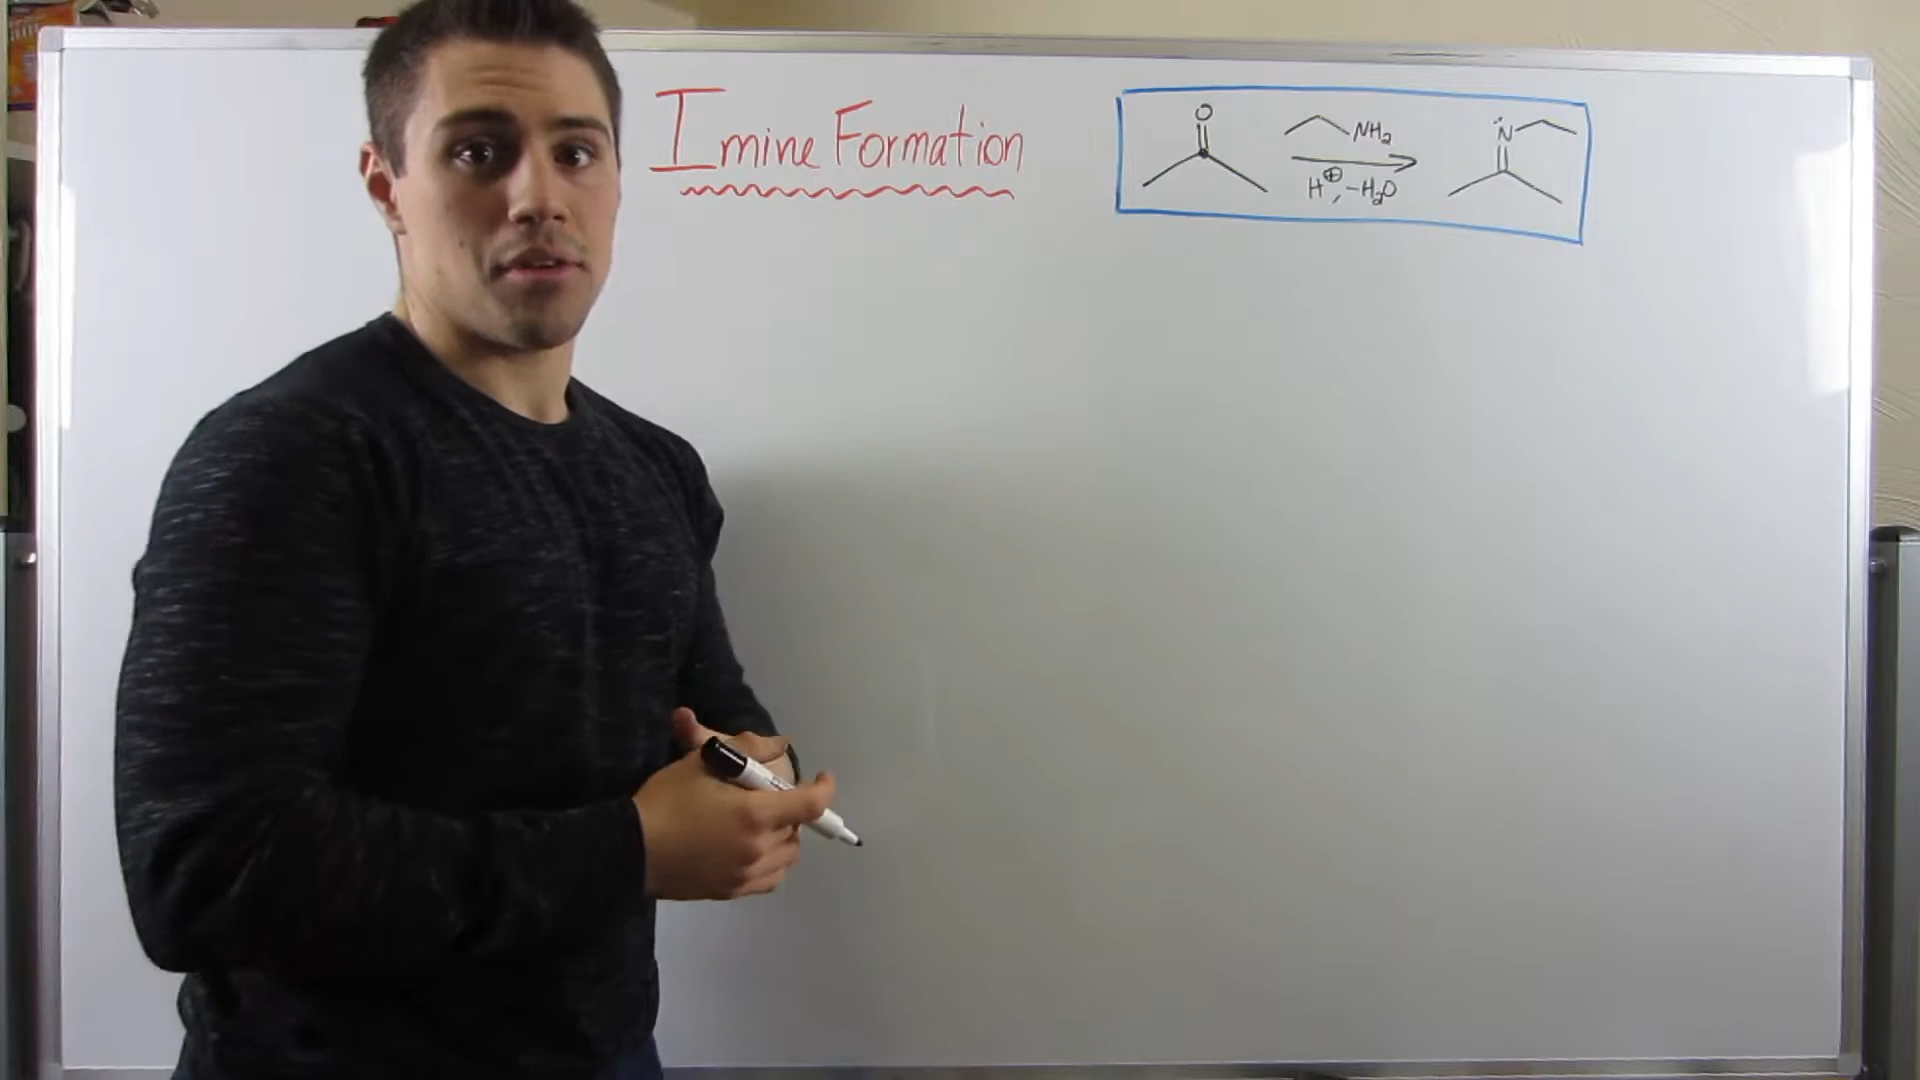 Imine Formation
O
NH₂
H⊕, -H₂O
N